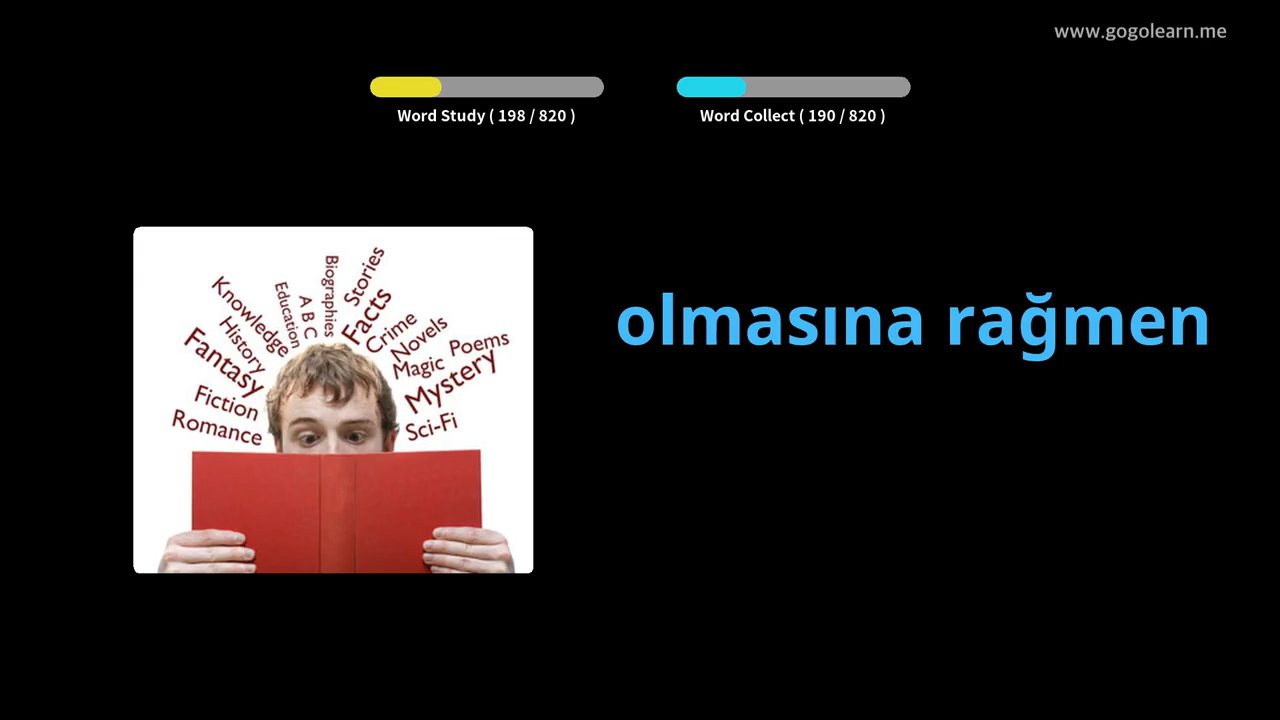 www.gogolearn.me
Word Study ( 198 / 820 )
Word Collect ( 190 / 820 )
olmasına rağmen
Biographies
Stories
Education
A B C
Facts
Knowledge
Crime
History
Novels
Fantasy
Magic
Poems
Mystery
Fiction
Romance
Sci-Fi